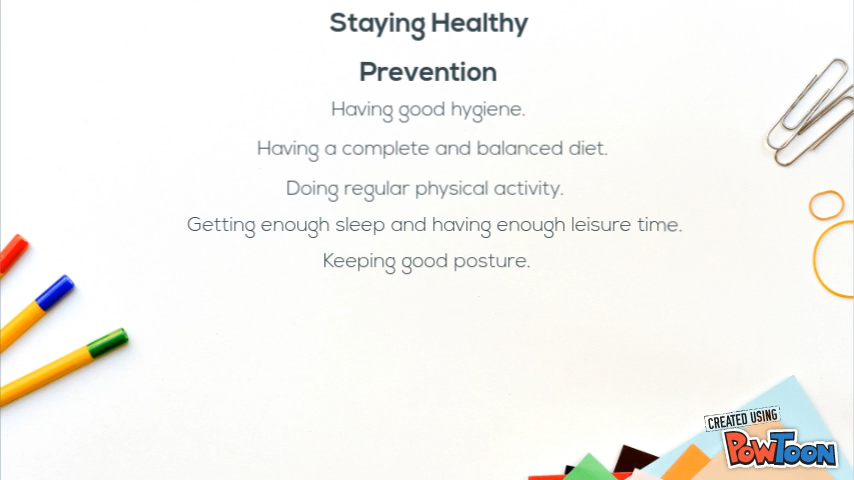 Staying Healthy
Prevention
Having good hygiene.
Having a complete and balanced diet.
Doing regular physical activity.
Getting enough sleep and having enough leisure time.
Keeping good posture.
CREATED USING
POWTOON